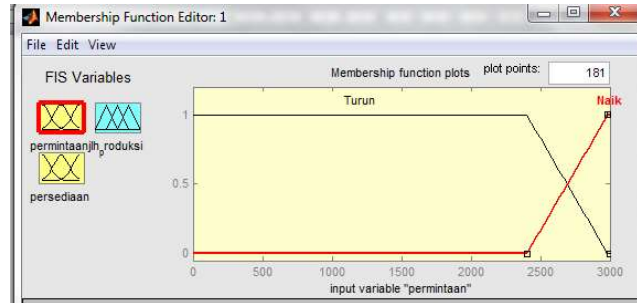 Membership Function Editor: 1
File Edit View
FIS Variables
Membership function plots
plot points:
181
permintaan
jlh_produksi
persediaan
Turun
Naik
1
0.5
0
0 500 1000 1500 2000 2500 3000
input variable "permintaan"